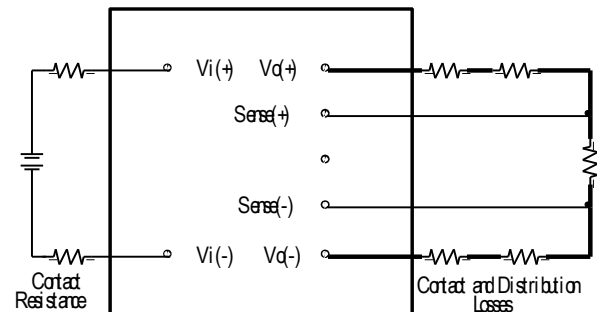 Vi(+) Vo(+)
Sense(+)
Sense(-)
Vi(-) Vo(-)
Contact
Resistance
Contact and Distribution
Losses